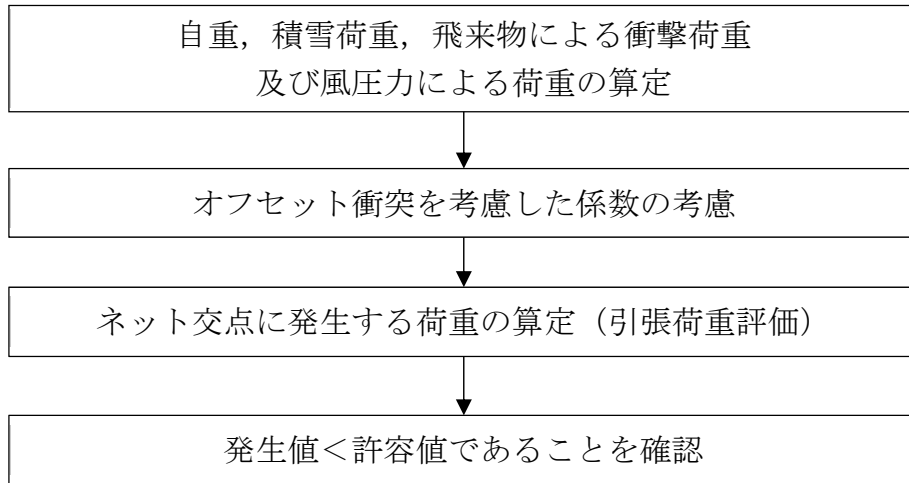 自重，積雪荷重，飛来物による衝撃荷重
及び風圧力による荷重の算定
オフセット衝突を考慮した係数の考慮
ネット交点に発生する荷重の算定（引張荷重評価）
発生値＜許容値であることを確認